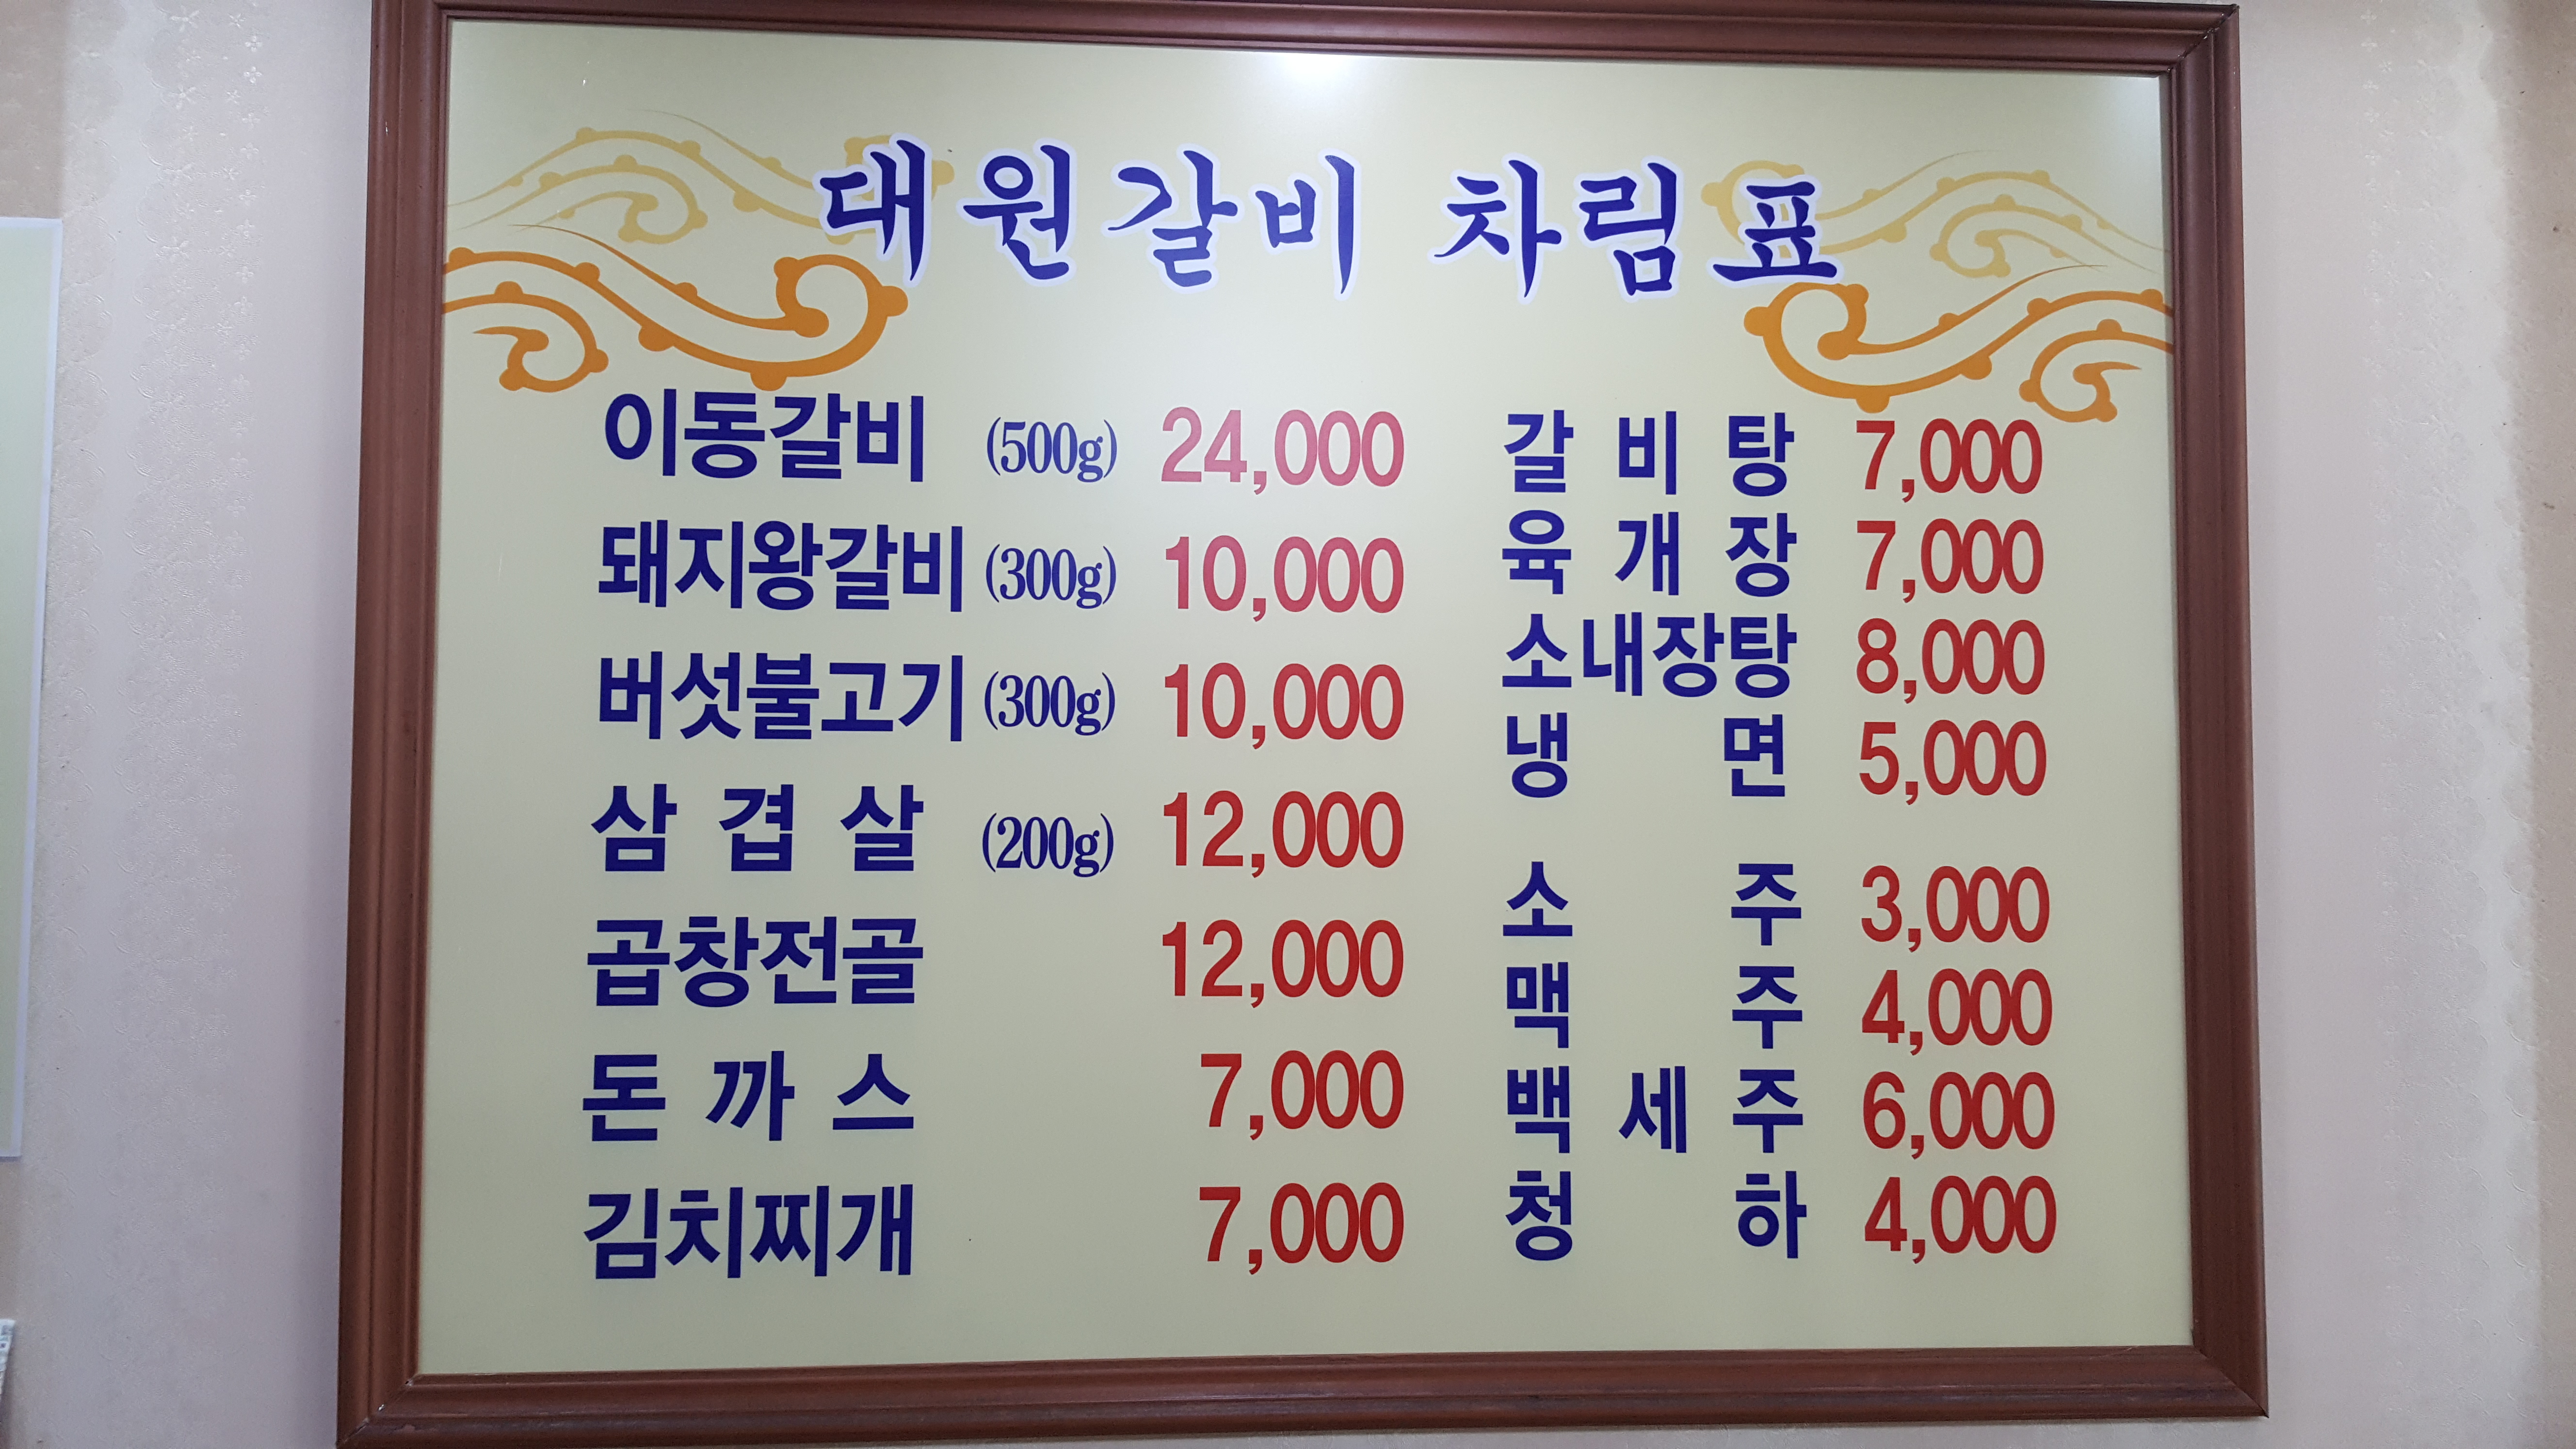 대원갈비 차림표
이동갈비 (500g) 24,000
돼지왕갈비 (300g) 10,000
버섯불고기 (300g) 10,000
삼겹살 (200g) 12,000
곱창전골 12,000
돈까스 7,000
김치찌개 7,000
갈비탕 7,000
육개장 7,000
소내장탕 8,000
냉면 5,000
소주 3,000
맥주 4,000
백세주 6,000
청하 4,000